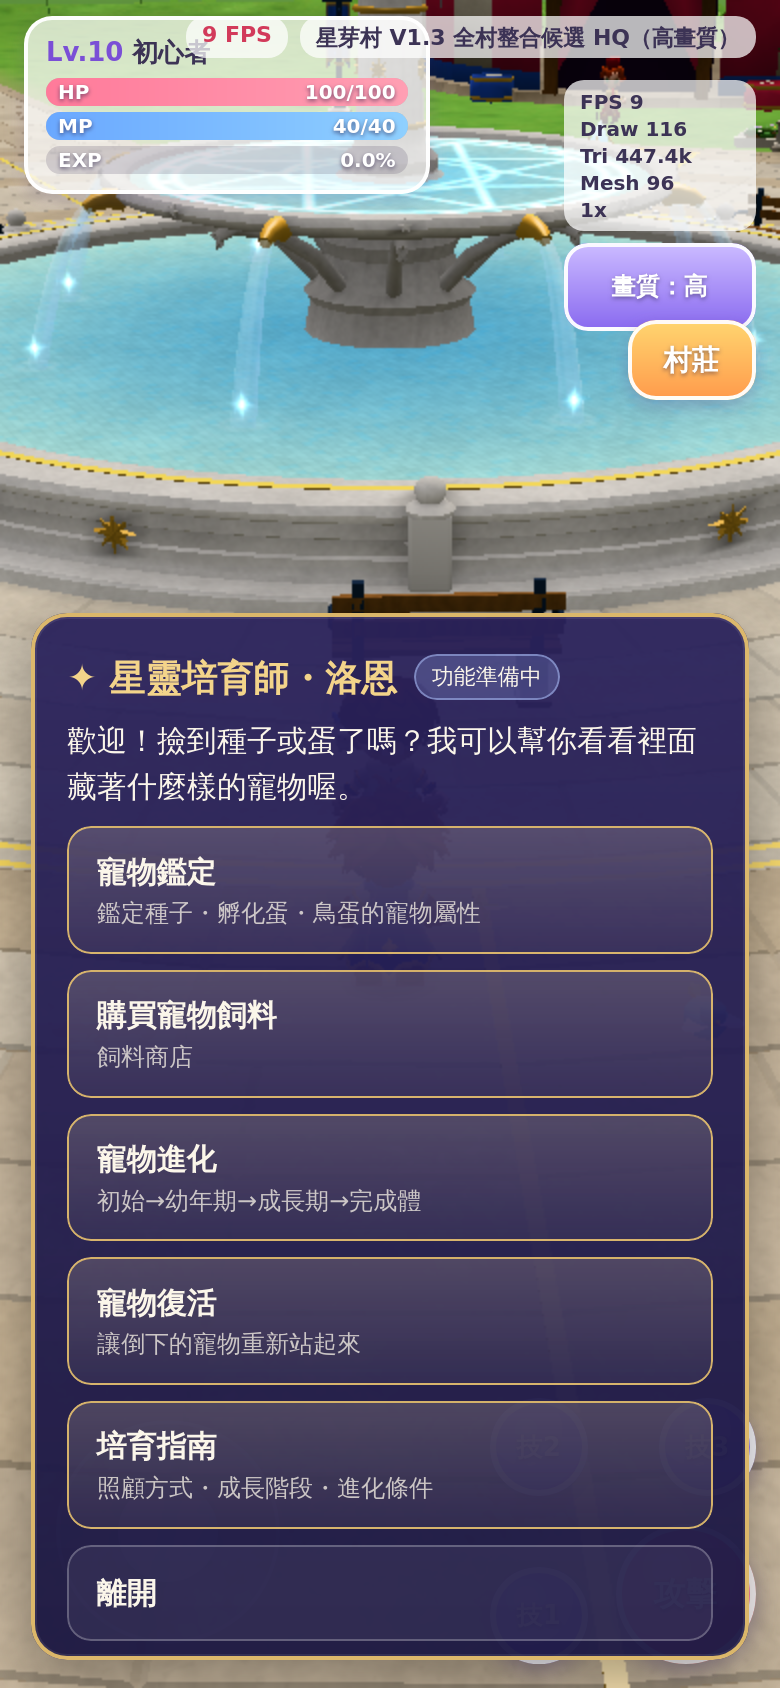 Lv.10 初心者
9 FPS
星芽村 V1.3 全村整合候選 HQ（高畫質）
HP 100/100
MP 40/40
EXP 0.0%
FPS 9
Draw 116
Tri 447.4k
Mesh 96
1x
畫質：高
村莊
✦ 星靈培育師・洛恩 功能準備中
歡迎！撿到種子或蛋了嗎？我可以幫你看看裡面
藏著什麼樣的寵物喔。
寵物鑑定
鑑定種子・孵化蛋・鳥蛋的寵物屬性
購買寵物飼料
飼料商店
寵物進化
初始→幼年期→成長期→完成體
寵物復活
讓倒下的寵物重新站起來
培育指南
照顧方式・成長階段・進化條件
技2
技3
離開
技1
攻擊